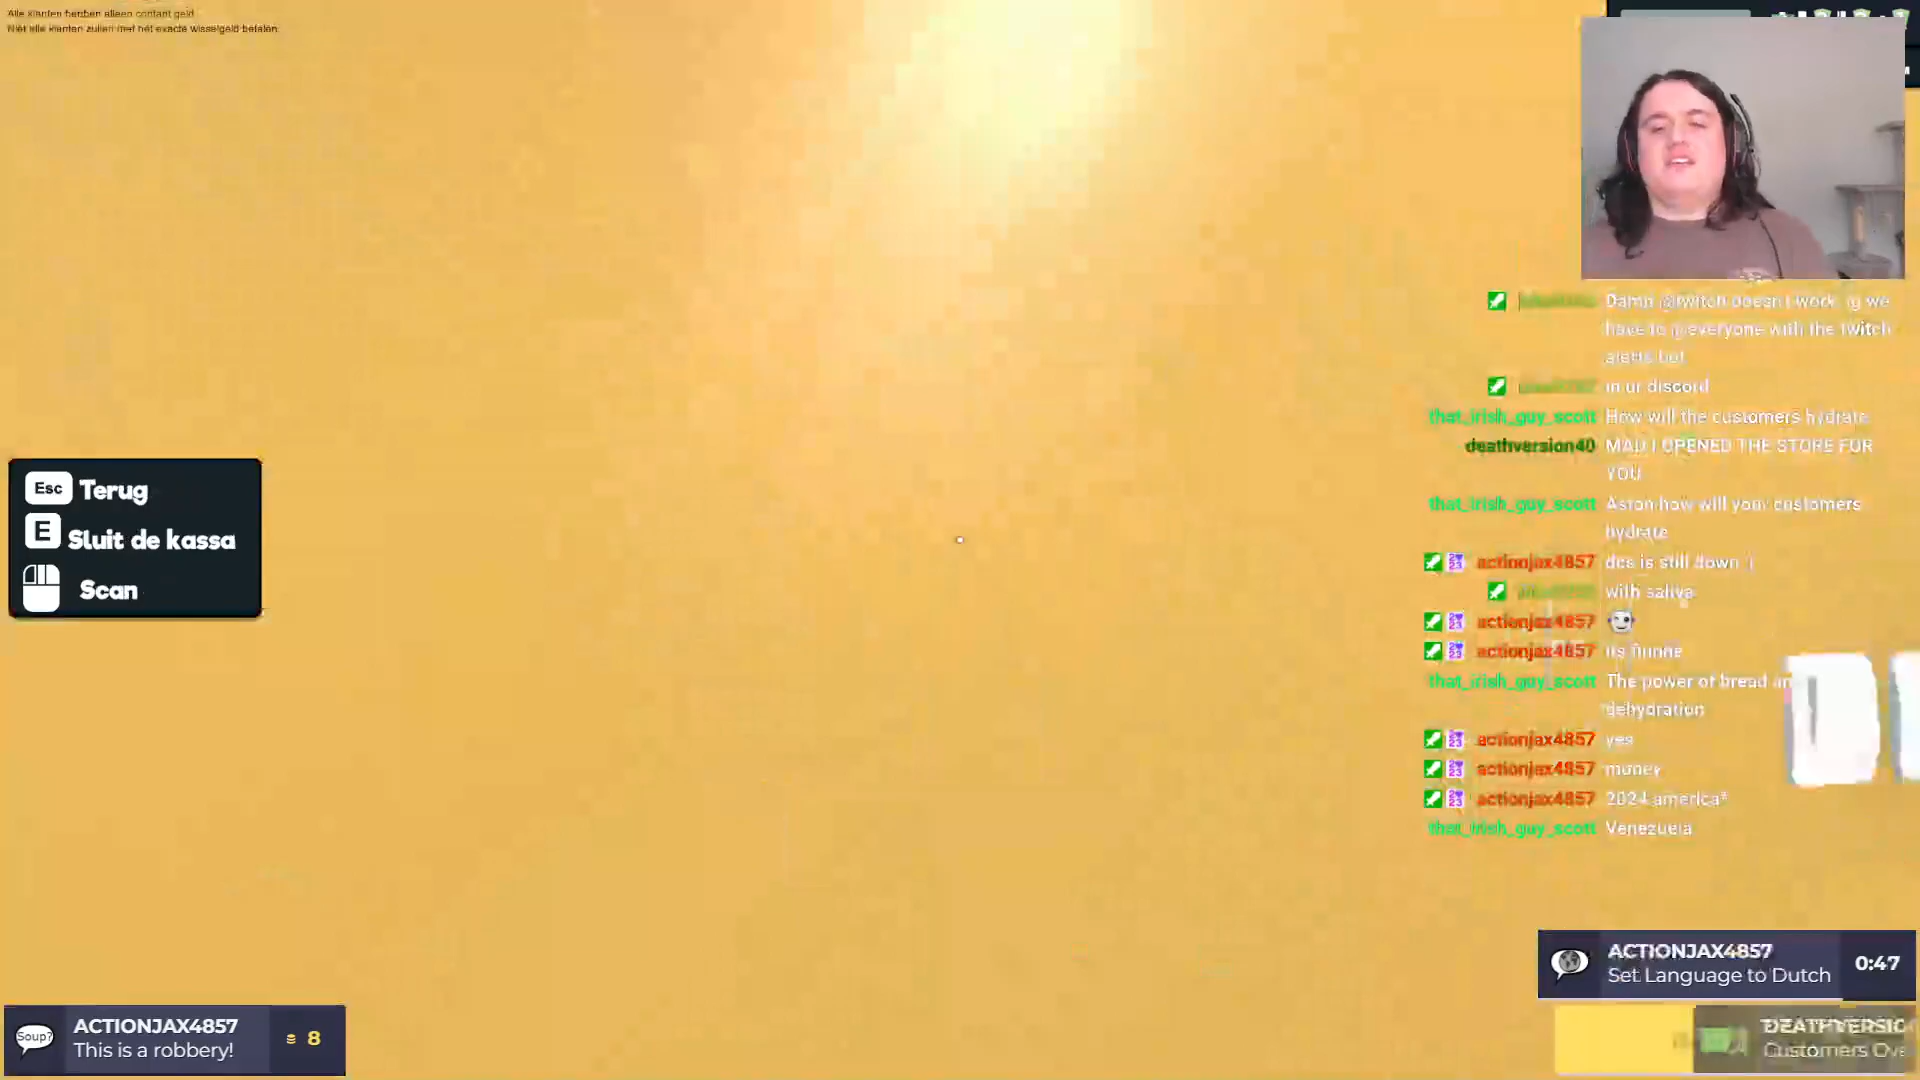 Alle klanten hebben alleen contant geld
Niet alle klanten zullen met het exacte wisselgeld betalen.
Damn @twitch doesn't work, ig we
have to @everyone with the twitch
alerts bot
in ur discord
that_irish_guy_scott How will the customers hydrate
deathversion40 MAD I OPENED THE STORE FOR
YOU
that_irish_guy_scott Aston how will your customers
hydrate
actionjax4857 dcs is still down :(
with saliva
actionjax4857
actionjax4857 its
that_irish_guy_scott The power of bread an
dehydration
actionjax4857 yes
actionjax4857 money
actionjax4857 2024 america*
that_irish_guy_scott Venezuela
Esc Terug
E Sluit de kassa
Scan
ACTIONJAX4857
Set Language to Dutch
0:47
Soup?
ACTIONJAX4857
This is a robbery!
8
DEATHVERSIO
Customers Ove